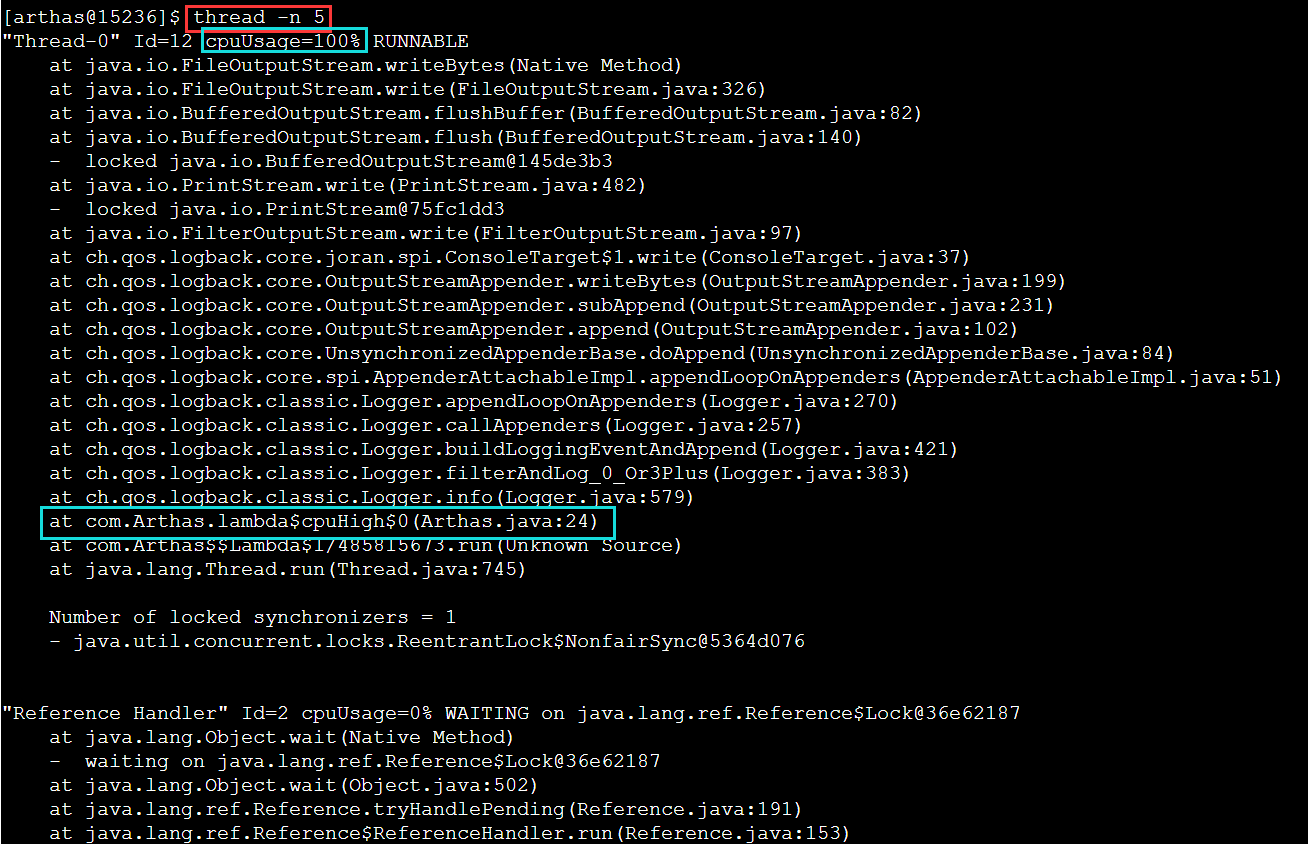 [arthas@15236]$ thread -n 5
"Thread-0" Id=12 cpuUsage=100% RUNNABLE
    at java.io.FileOutputStream.writeBytes(Native Method)
    at java.io.FileOutputStream.write(FileOutputStream.java:326)
    at java.io.BufferedOutputStream.flushBuffer(BufferedOutputStream.java:82)
    at java.io.BufferedOutputStream.flush(BufferedOutputStream.java:140)
    -  locked java.io.BufferedOutputStream@145de3b3
    at java.io.PrintStream.write(PrintStream.java:482)
    -  locked java.io.PrintStream@75fc1dd3
    at java.io.FilterOutputStream.write(FilterOutputStream.java:97)
    at ch.qos.logback.core.joran.spi.ConsoleTarget$1.write(ConsoleTarget.java:37)
    at ch.qos.logback.core.OutputStreamAppender.writeBytes(OutputStreamAppender.java:199)
    at ch.qos.logback.core.OutputStreamAppender.subAppend(OutputStreamAppender.java:231)
    at ch.qos.logback.core.OutputStreamAppender.append(OutputStreamAppender.java:102)
    at ch.qos.logback.core.UnsynchronizedAppenderBase.doAppend(UnsynchronizedAppenderBase.java:84)
    at ch.qos.logback.core.spi.AppenderAttachableImpl.appendLoopOnAppenders(AppenderAttachableImpl.java:51)
    at ch.qos.logback.classic.Logger.appendLoopOnAppenders(Logger.java:270)
    at ch.qos.logback.classic.Logger.callAppenders(Logger.java:257)
    at ch.qos.logback.classic.Logger.buildLoggingEventAndAppend(Logger.java:421)
    at ch.qos.logback.classic.Logger.filterAndLog_0_Or3Plus(Logger.java:383)
    at ch.qos.logback.classic.Logger.info(Logger.java:579)
    at com.Arthas.lambda$cpuHigh$0(Arthas.java:24)
    at com.Arthas$$Lambda$1/485815673.run(Unknown Source)
    at java.lang.Thread.run(Thread.java:745)

    Number of locked synchronizers = 1
    - java.util.concurrent.locks.ReentrantLock$NonfairSync@5364d076

"Reference Handler" Id=2 cpuUsage=0% WAITING on java.lang.ref.Reference$Lock@36e62187
    at java.lang.Object.wait(Native Method)
    -  waiting on java.lang.ref.Reference$Lock@36e62187
    at java.lang.Object.wait(Object.java:502)
    at java.lang.ref.Reference.tryHandlePending(Reference.java:191)
    at java.lang.ref.Reference$ReferenceHandler.run(Reference.java:153)